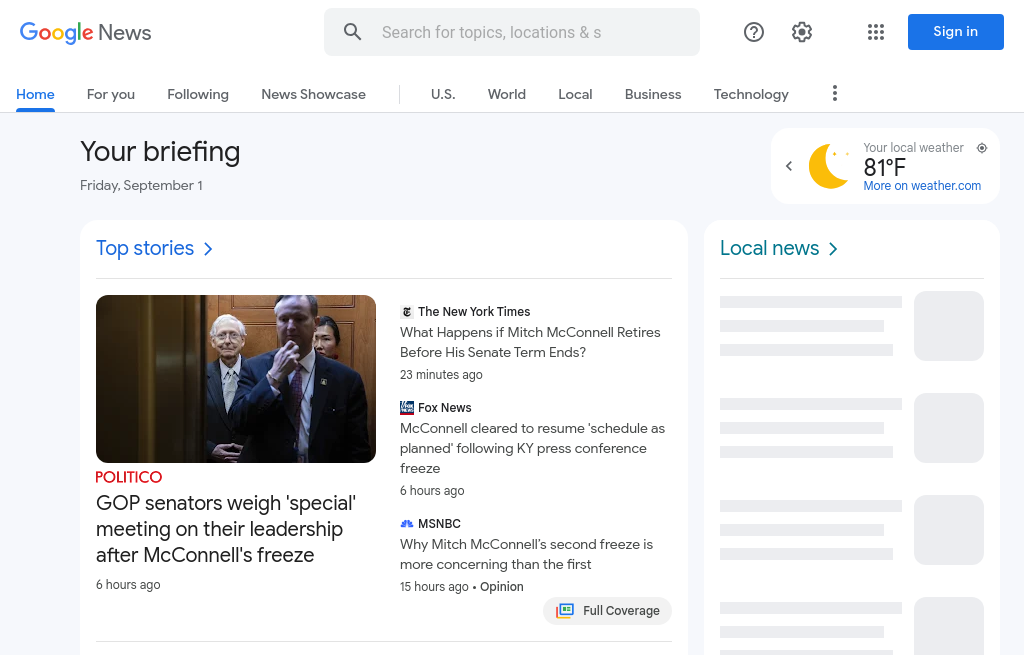 Google News
Search for topics, locations & s
Sign in
Home For you Following News Showcase U.S. World Local Business Technology
Your briefing
Friday, September 1
Your local weather
81°F
More on weather.com
Top stories
POLITICO
GOP senators weigh 'special'
meeting on their leadership
after McConnell's freeze
6 hours ago
The New York Times
What Happens if Mitch McConnell Retires
Before His Senate Term Ends?
23 minutes ago
Fox News
McConnell cleared to resume 'schedule as
planned' following KY press conference
freeze
6 hours ago
MSNBC
Why Mitch McConnell’s second freeze is
more concerning than the first
15 hours ago • Opinion
Full Coverage
Local news